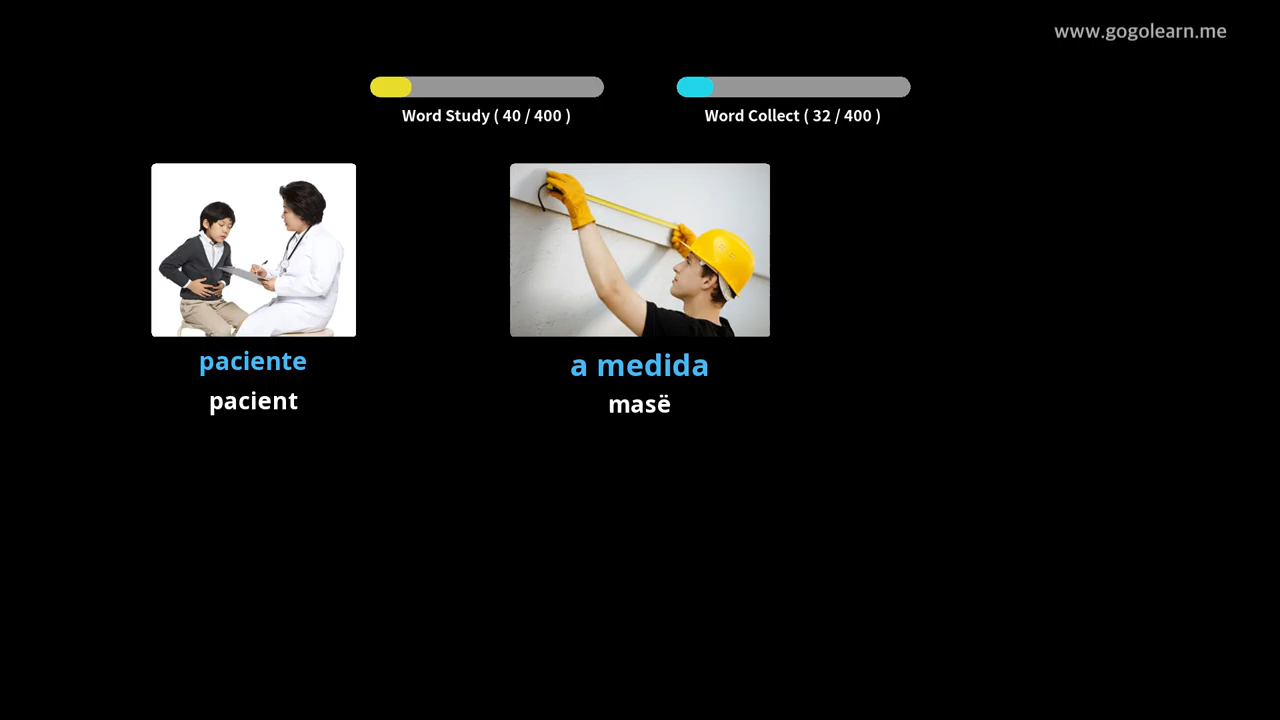 www.gogolearn.me
Word Study ( 40 / 400 )
Word Collect ( 32 / 400 )
paciente
pacient
a medida
masë